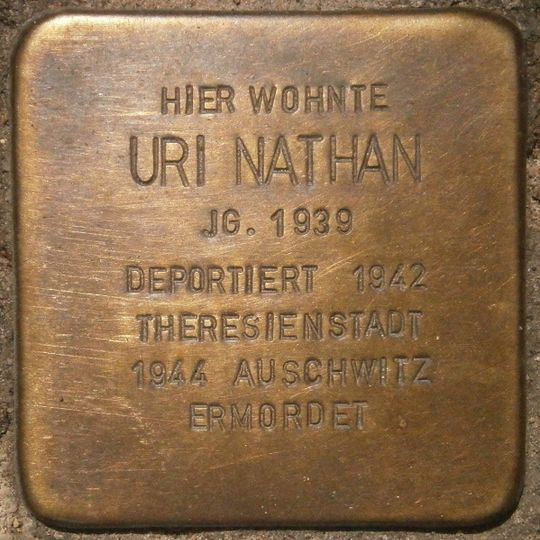 HIER WOHNTE
URI NATHAN
JG. 1939
DEPORTIERT 1942
THERESIENSTADT
1944 AUSCHWITZ
ERMORDET